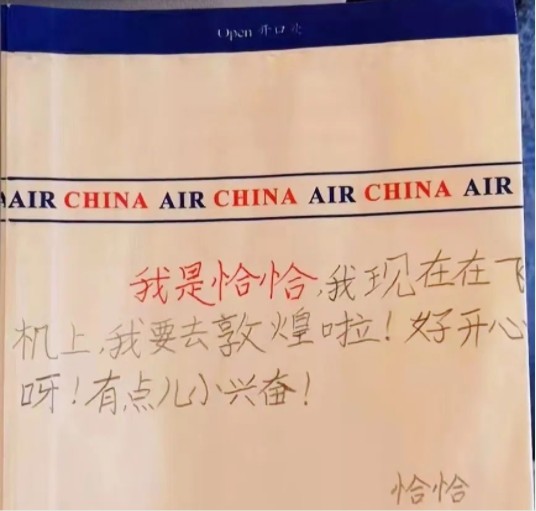 Open 开口处
AIR CHINA AIR CHINA AIR CHINA AIR
我是恰恰,我现在在飞
机上,我要去敦煌啦!好开心
呀!有点儿小兴奋!
恰恰